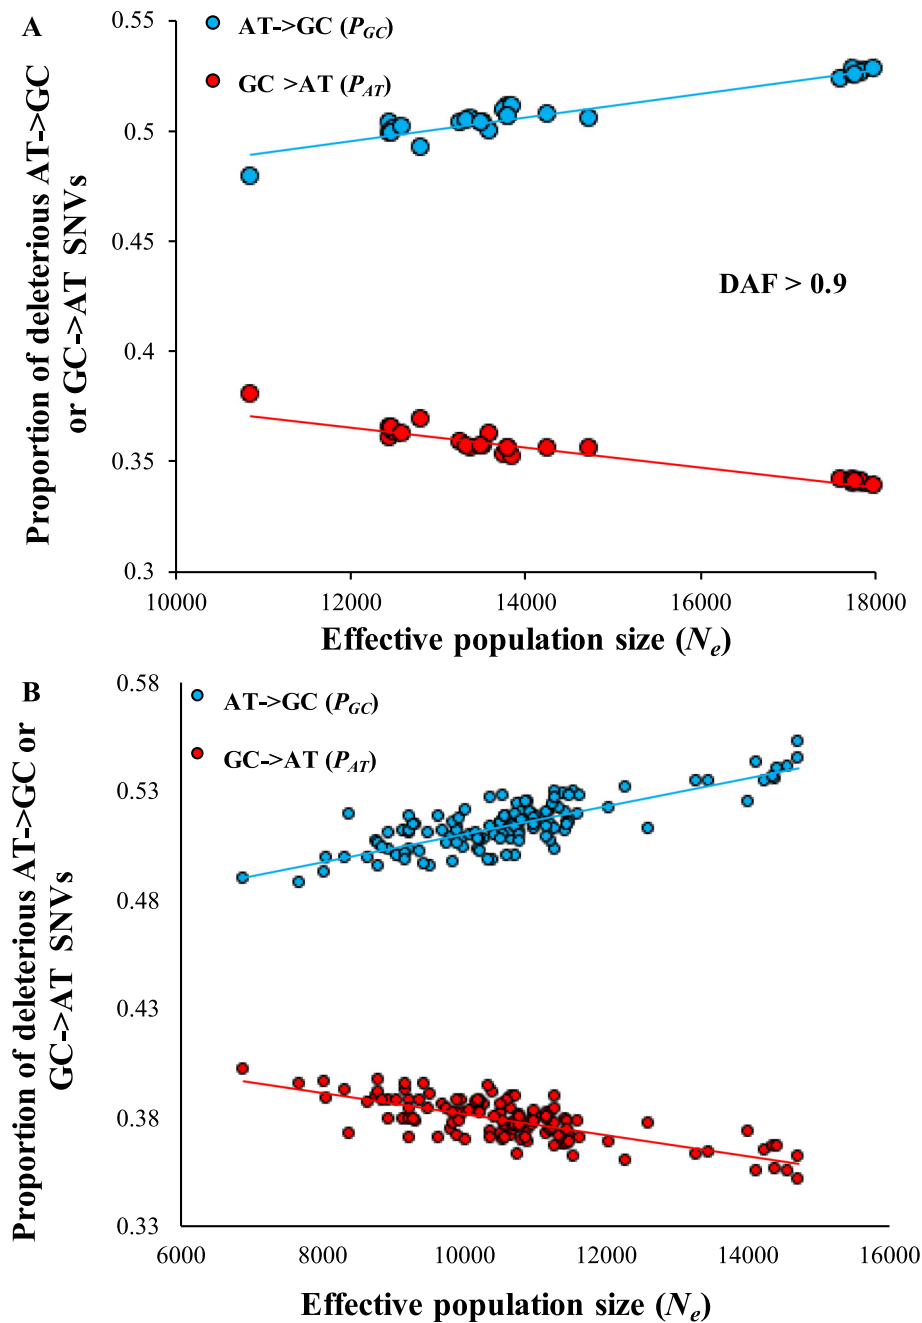 A
AT->GC (PGC)
GC >AT (PAT)
Proportion of deleterious AT->GC
or GC->AT SNVs
0.55
0.5
0.45
0.4
0.35
0.3
DAF > 0.9
10000 12000 14000 16000 18000
Effective population size (Ne)
B
AT->GC (PGC)
GC->AT (PAT)
Proportion of deleterious AT->GC or
GC->AT SNVs
0.58
0.53
0.48
0.43
0.38
0.33
6000 8000 10000 12000 14000 16000
Effective population size (Ne)